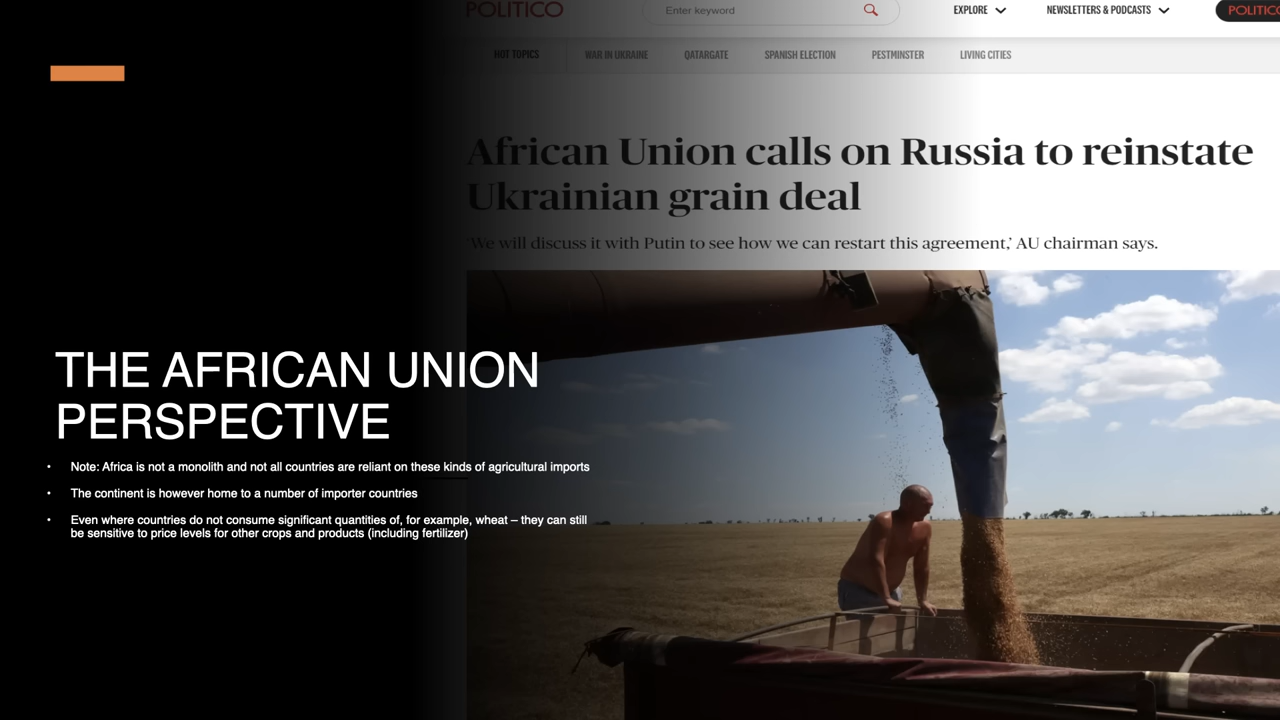 POLITICO
Enter keyword
EXPLORE
NEWSLETTERS & PODCASTS
POLITICO
HOT TOPICS
WAR IN UKRAINE
QATARGATE
SPANISH ELECTION
PESTMINSTER
LIVING CITIES
African Union calls on Russia to reinstate
Ukrainian grain deal
'We will discuss it with Putin to see how we can restart this agreement,' AU chairman says.
THE AFRICAN UNION
PERSPECTIVE
• Note: Africa is not a monolith and not all countries are reliant on these kinds of agricultural imports
• The continent is however home to a number of importer countries
• Even where countries do not consume significant quantities of, for example, wheat – they can still
be sensitive to price levels for other crops and products (including fertilizer)